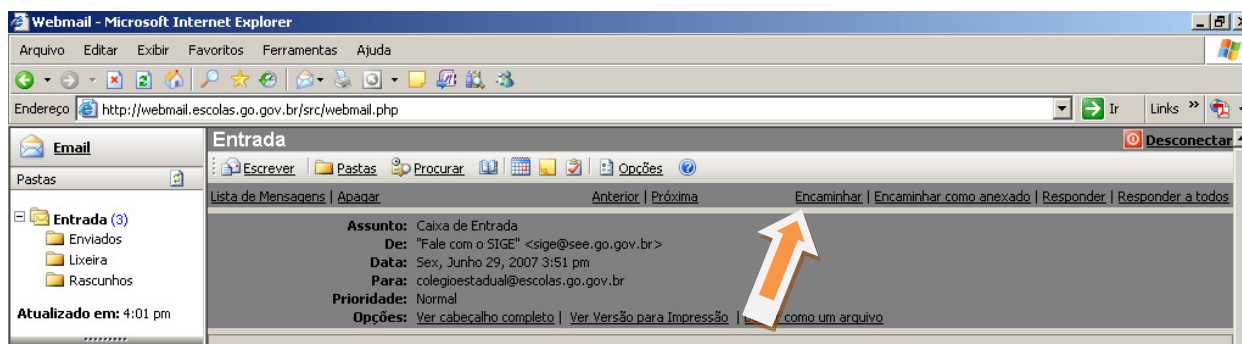 Webmail - Microsoft Internet Explorer
Arquivo Editar Exibir Favoritos Ferramentas Ajuda
Endereço http://webmail.escolas.go.gov.br/src/webmail.php Ir Links »
Email
Entrada
Desconectar
Escrever Pastas Procurar Opções
Pastas
Lista de Mensagens | Apagar Anterior | Próxima Encaminhar | Encaminhar como anexado | Responder | Responder a todos
Entrada (3)
Enviados
Lixeira
Rascunhos
Atualizado em: 4:01 pm
Assunto: Caixa de Entrada
De: "Fale com o SIGE" <sige@see.go.gov.br>
Data: Sex, Junho 29, 2007 3:51 pm
Para: colegioestadual@escolas.go.gov.br
Prioridade: Normal
Opções: Ver cabeçalho completo | Ver Versão para Impressão | como um arquivo